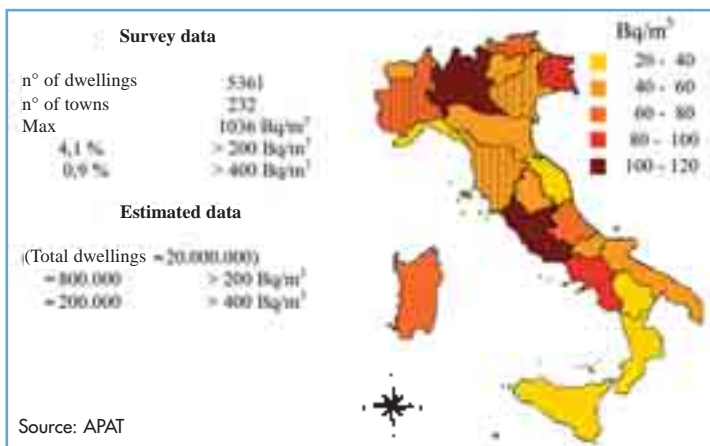 Survey data
n° of dwellings 5361
n° of towns 232
Max 1036 Bq/m³
4,1 % > 200 Bq/m³
0,9 % > 400 Bq/m³
Estimated data
(Total dwellings ≈20.000.000)
≈800.000 > 200 Bq/m³
≈200.000 > 400 Bq/m³
Source: APAT
Bq/m³
20 - 40
40 - 60
60 - 80
80 - 100
100 - 120